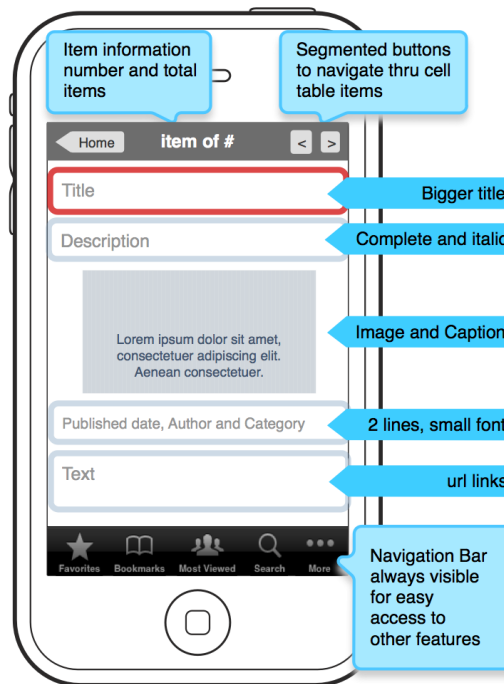 Item information
number and total
items
Segmented buttons
to navigate thru cell
table items
Home
item of #
<
>
Title
Bigger title
Description
Complete and italic
Lorem ipsum dolor sit amet,
consectetuer adipiscing elit.
Aenean consectetuer.
Image and Caption
Published date, Author and Category
2 lines, small font
Text
url links
Favorites
Bookmarks
Most Viewed
Search
More
Navigation Bar
always visible
for easy
access to
other features